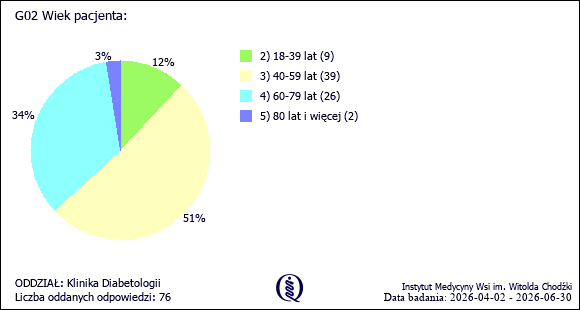 G02 Wiek pacjenta:
3%
12%
34%
51%
2) 18-39 lat (9)
3) 40-59 lat (39)
4) 60-79 lat (26)
5) 80 lat i więcej (2)
ODDZIAŁ: Klinika Diabetologii
Liczba oddanych odpowiedzi: 76
Instytut Medycyny Wsi im. Witolda Chodźki
Data badania: 2026-04-02 - 2026-06-30